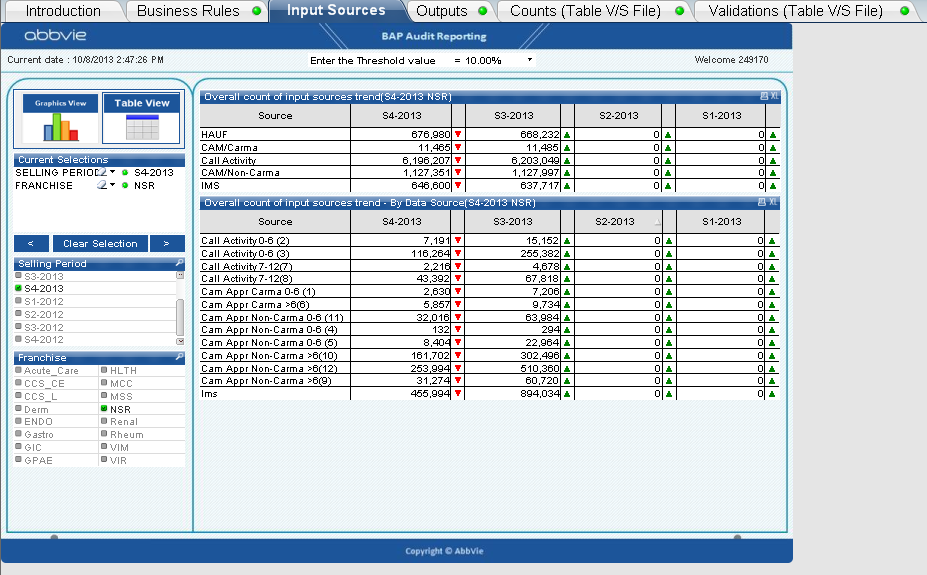 Introduction Business Rules Input Sources Outputs Counts (Table V/S File) Validations (Table V/S File)
abbvie BAP Audit Reporting
Current date : 10/8/2013 2:47:26 PM Enter the Threshold value = 10.00% Welcome 249170
Graphics View Table View
Current Selections
SELLING PERIOD S4-2013
FRANCHISE NSR
< Clear Selection >
Selling Period
S3-2013
S4-2013
S1-2012
S2-2012
S3-2012
S4-2012
Franchise
Acute_Care HLTH
CCS_CE MCC
CCS_L MSS
Derm NSR
ENDO Renal
Gastro Rheum
GIC VIM
GPAE VIR
Overall count of input sources trend(S4-2013 NSR) XL
Source S4-2013 S3-2013 S2-2013 S1-2013
HAUF 676,980 668,232 0 0
CAM/Carma 11,465 11,485 0 0
Call Activity 6,196,207 6,203,049 0 0
CAM/Non-Carma 1,127,351 1,127,997 0 0
IMS 646,600 637,717 0 0
Overall count of input sources trend - By Data Source(S4-2013 NSR) XL
Source S4-2013 S3-2013 S2-2013 S1-2013
Call Activity 0-6 (2) 7,191 15,152 0 0
Call Activity 0-6 (3) 116,264 255,382 0 0
Call Activity 7-12(7) 2,216 4,678 0 0
Call Activity 7-12(8) 43,392 67,818 0 0
Cam Appr Carma 0-6 (1) 2,630 7,206 0 0
Cam Appr Carma >6(6) 5,857 9,734 0 0
Cam Appr Non-Carma 0-6 (11) 32,016 63,984 0 0
Cam Appr Non-Carma 0-6 (4) 132 294 0 0
Cam Appr Non-Carma 0-6 (5) 8,404 22,964 0 0
Cam Appr Non-Carma >6(10) 161,702 302,496 0 0
Cam Appr Non-Carma >6(12) 253,994 510,360 0 0
Cam Appr Non-Carma >6(9) 31,274 60,720 0 0
Ims 455,994 894,034 0 0
Copyright © AbbVie